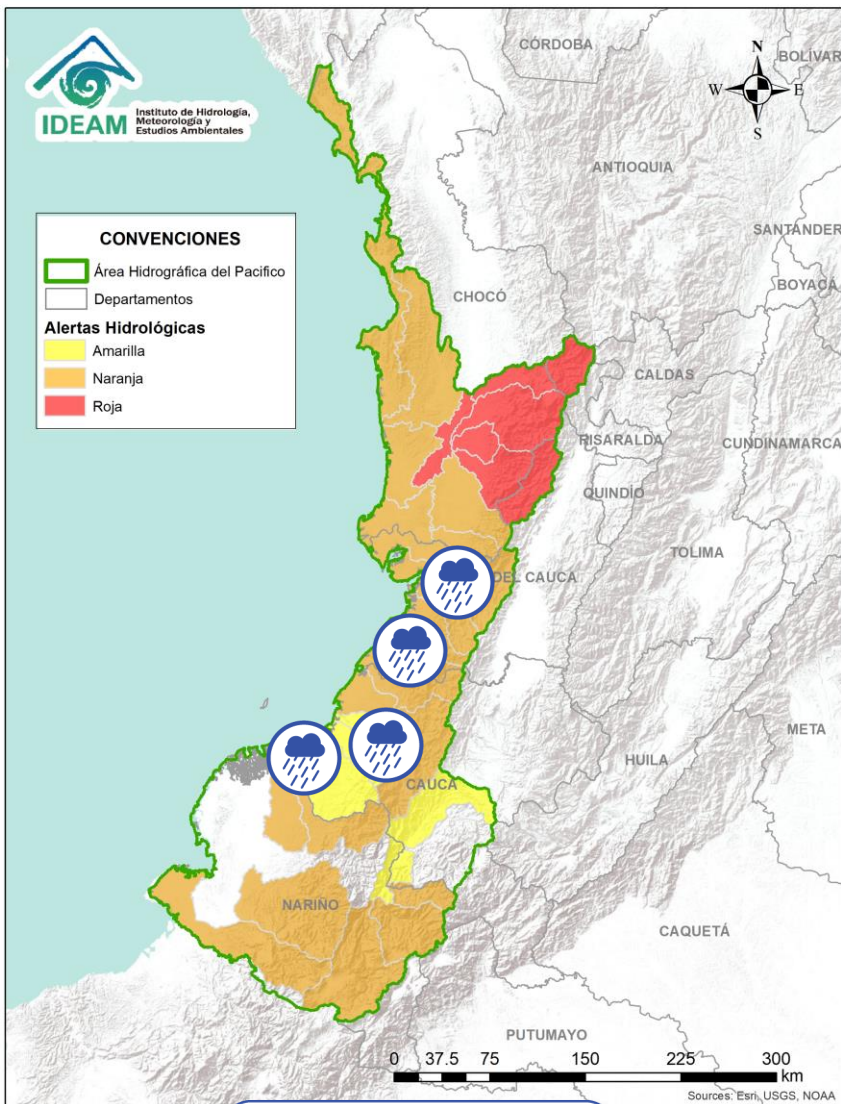 IDEAM
Instituto de Hidrología,
Meteorología y
Estudios Ambientales
N
W E
S
CÓRDOBA
BOLÍVAR
ANTIOQUIA
SANTANDER
BOYACÁ
CHOCÓ
CONVENCIONES
Área Hidrográfica del Pacifico
Departamentos
Alertas Hidrológicas
Amarilla
Naranja
Roja
CALDAS
RISARALDA
CUNDINAMARCA
QUINDÍO
TOLIMA
DEL CAUCA
META
HUILA
CAUCA
NARIÑO
CAQUETÁ
PUTUMAYO
0 37.5 75 150 225 300
km
Sources: Esri, USGS, NOAA